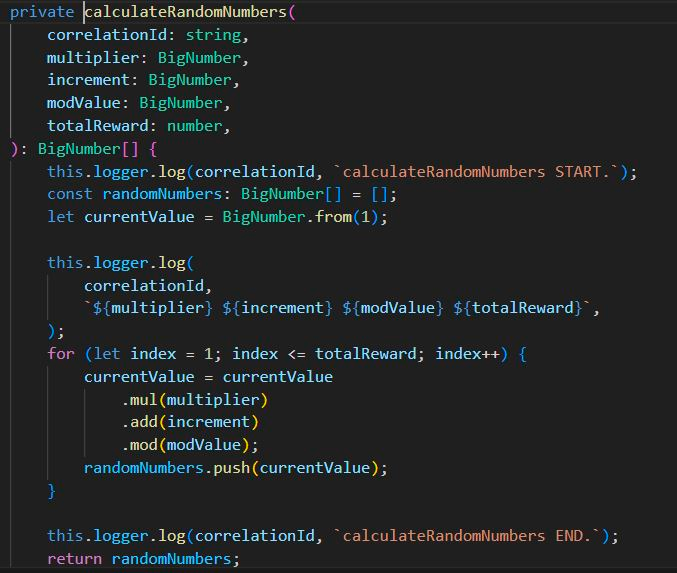 private calculateRandomNumbers(
    correlationId: string,
    multiplier: BigNumber,
    increment: BigNumber,
    modValue: BigNumber,
    totalReward: number,
): BigNumber[] {
    this.logger.log(correlationId, `calculateRandomNumbers START.`);
    const randomNumbers: BigNumber[] = [];
    let currentValue = BigNumber.from(1);

    this.logger.log(
        correlationId,
        `${multiplier} ${increment} ${modValue} ${totalReward}`,
    );
    for (let index = 1; index <= totalReward; index++) {
        currentValue = currentValue
            .mul(multiplier)
            .add(increment)
            .mod(modValue);
        randomNumbers.push(currentValue);
    }

    this.logger.log(correlationId, `calculateRandomNumbers END.`);
    return randomNumbers;